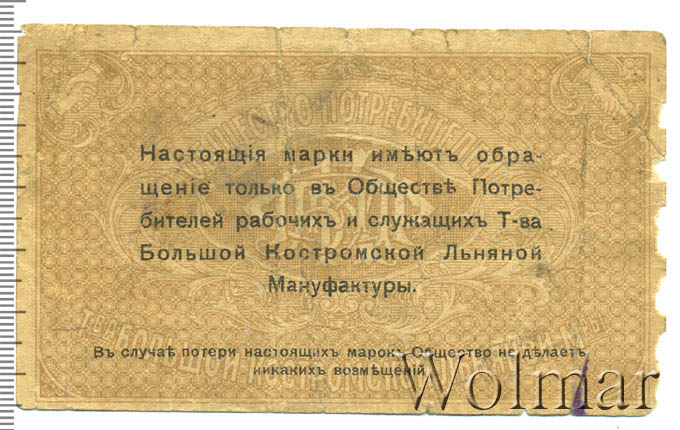 Настоящія марки имѣютъ обра-
щеніе только въ Обществѣ Потре-
бителей рабочихъ и служащихъ Т-ва
Большой Костромской Льняной
Мануфактуры.
Въ случаѣ потери настоящихъ марокъ Общество не дѣлаетъ
никакихъ возмѣщеній.
Wolmar